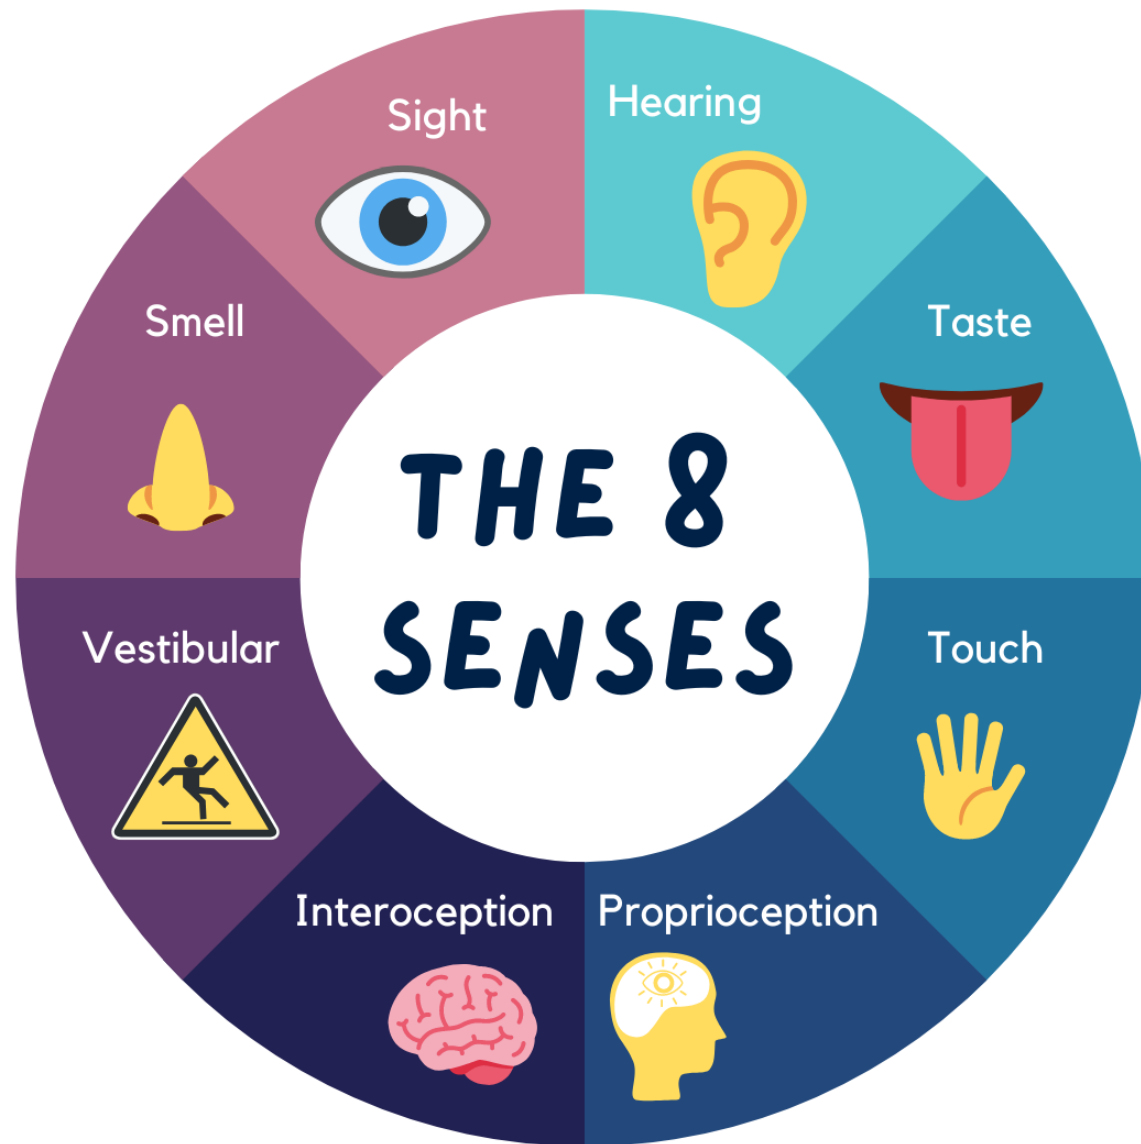 Sight
Hearing
Smell
Taste
THE 8
SENSES
Vestibular
Touch
Interoception
Proprioception